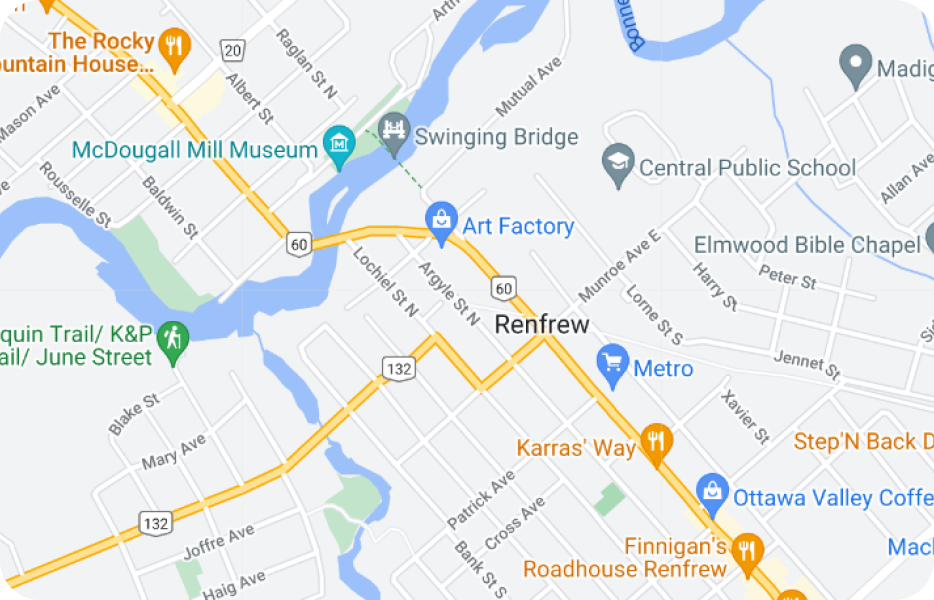 The Rocky
ountain House...
20
Raglan St N
Albert St
Mason Ave
Mutual Ave
Bonne
Madig
McDougall Mill Museum
Swinging Bridge
Central Public School
Allan Ave
Rousselle St
Baldwin St
60
Art Factory
Elmwood Bible Chapel
Munroe Ave E
Lochiel St N
Argyle St N
60
Harry St
Peter St
Lorne St S
Renfrew
quin Trail/ K&P
ail/ June Street
132
Metro
Jennet St
Blake St
Xavier St
Mary Ave
Karras' Way
Step'N Back D
132
Patrick Ave
Cross Ave
Ottawa Valley Coffe
Joffre Ave
Bank St S
Finnigan's
Roadhouse Renfrew
Mack
Haig Ave